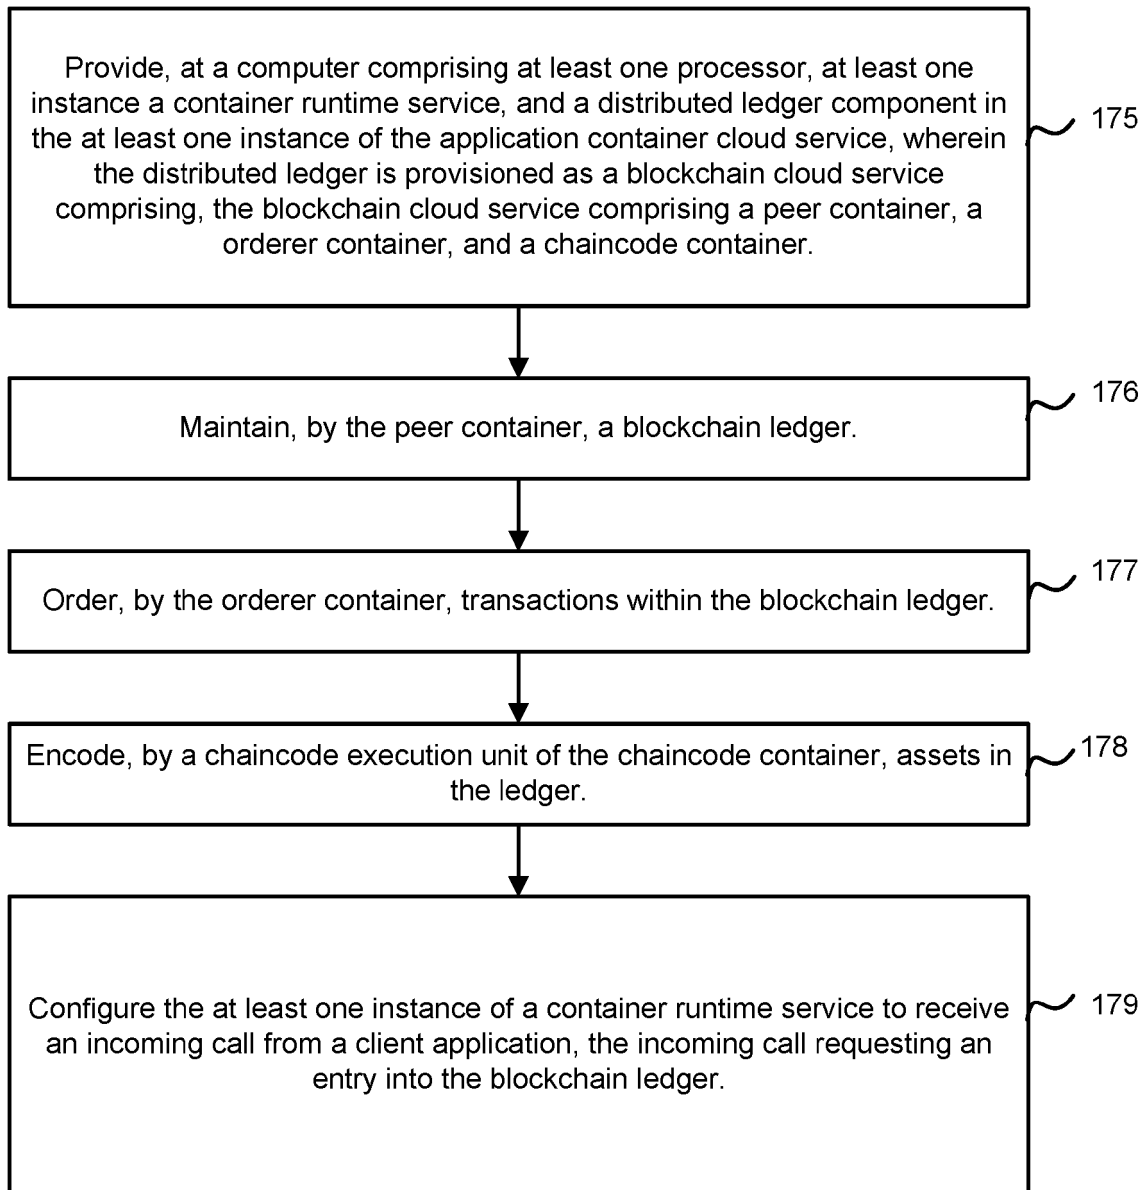 Provide, at a computer comprising at least one processor, at least one
instance a container runtime service, and a distributed ledger component in
the at least one instance of the application container cloud service, wherein
the distributed ledger is provisioned as a blockchain cloud service
comprising, the blockchain cloud service comprising a peer container, a
orderer container, and a chaincode container.
175
Maintain, by the peer container, a blockchain ledger.
176
Order, by the orderer container, transactions within the blockchain ledger.
177
Encode, by a chaincode execution unit of the chaincode container, assets in
the ledger.
178
Configure the at least one instance of a container runtime service to receive
an incoming call from a client application, the incoming call requesting an
entry into the blockchain ledger.
179